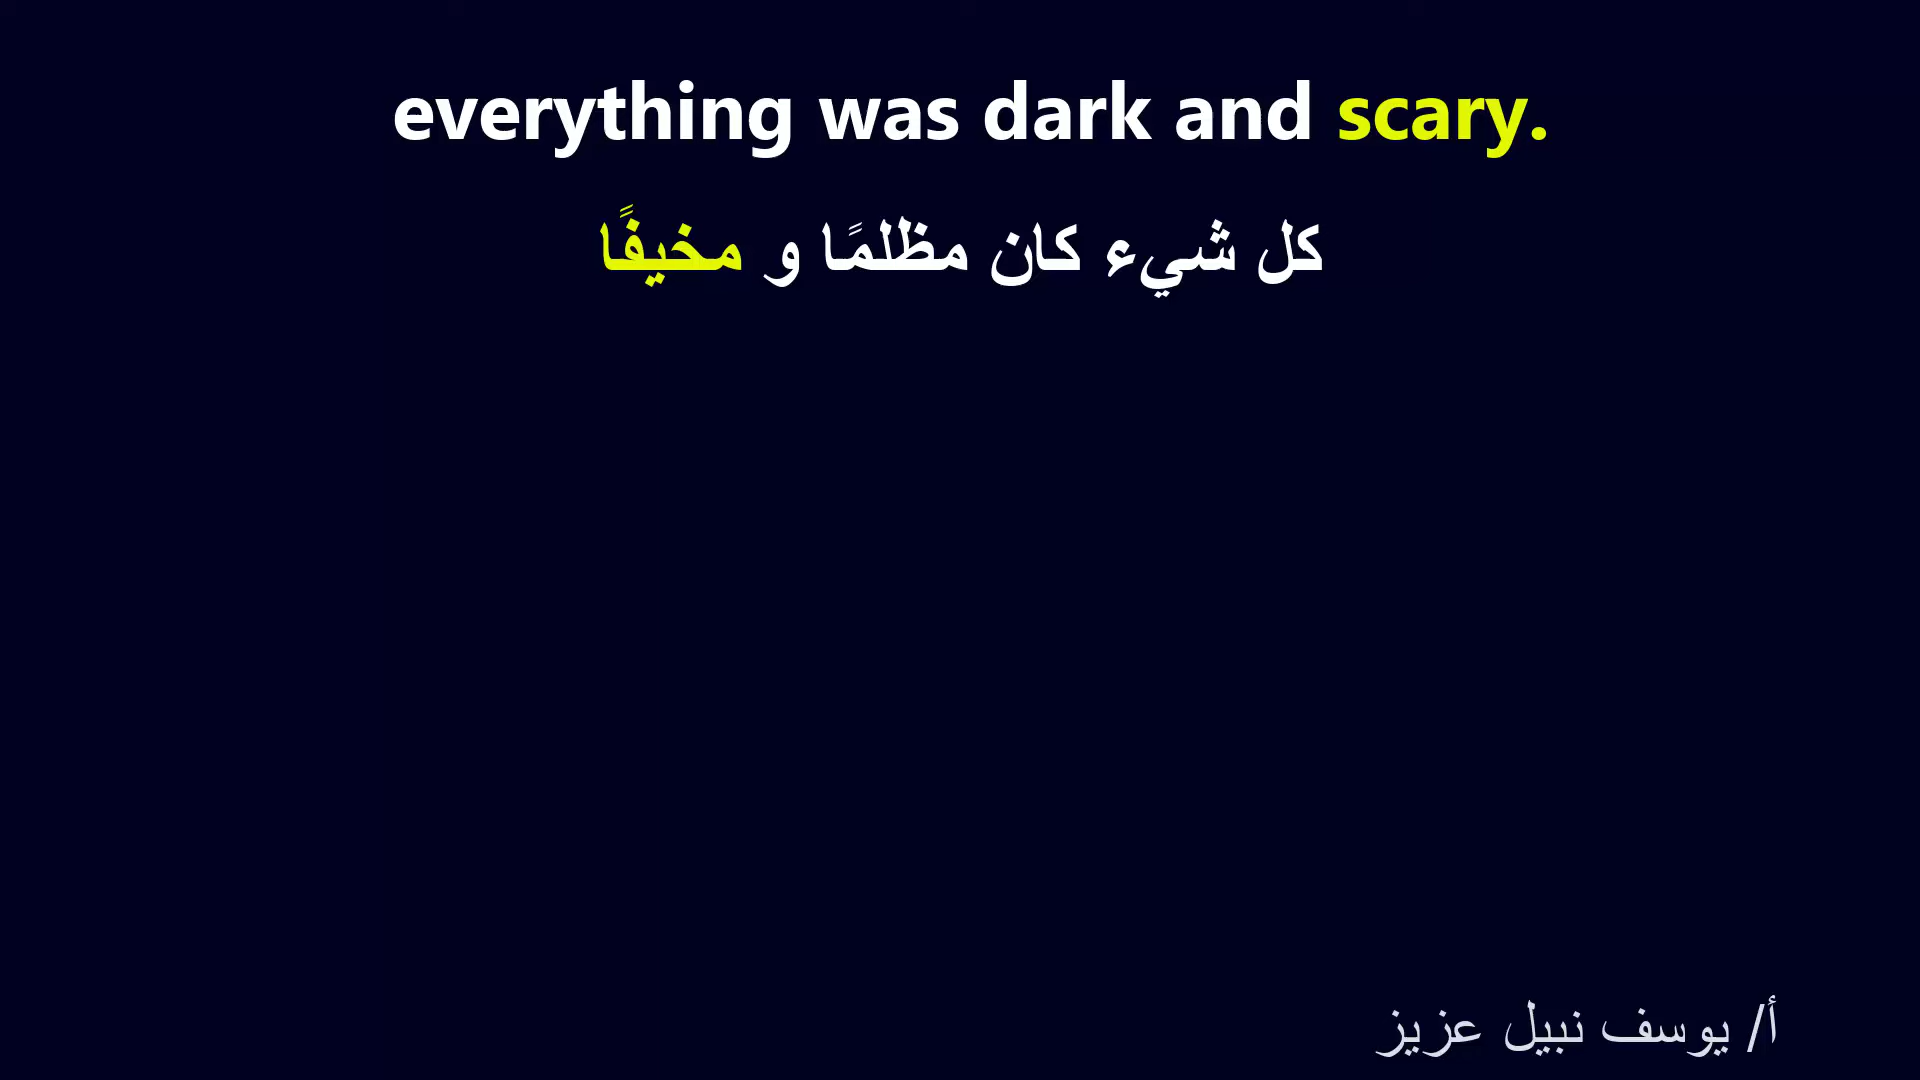 everything was dark and scary.
كل شيء كان مظلمًا و مخيفًا
أ/ يوسف نبيل عزيز